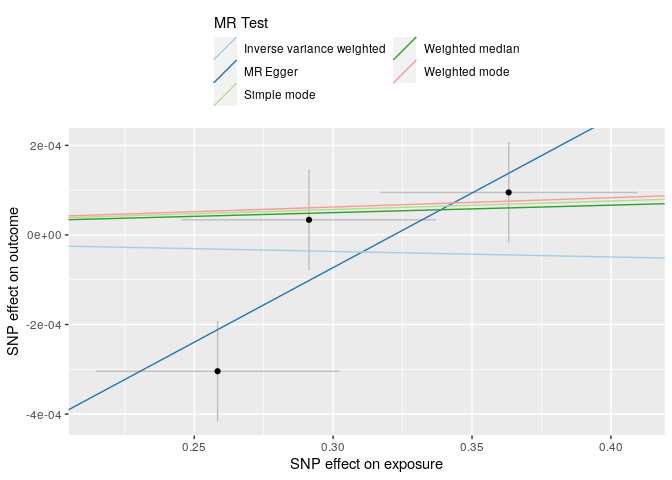 MR Test
Inverse variance weighted
Weighted median
MR Egger
Weighted mode
Simple mode
2e-04
0e+00
-2e-04
-4e-04
SNP effect on outcome
0.25
0.30
0.35
0.40
SNP effect on exposure